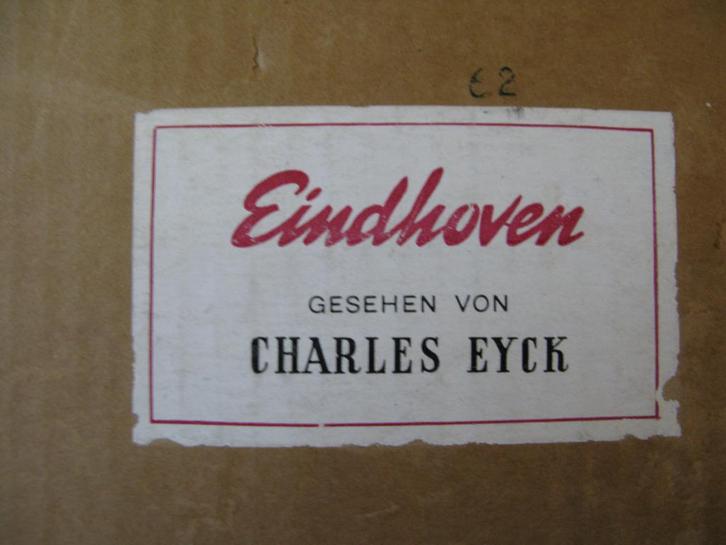 62
Eindhoven
GESEHEN VON
CHARLES EYCK